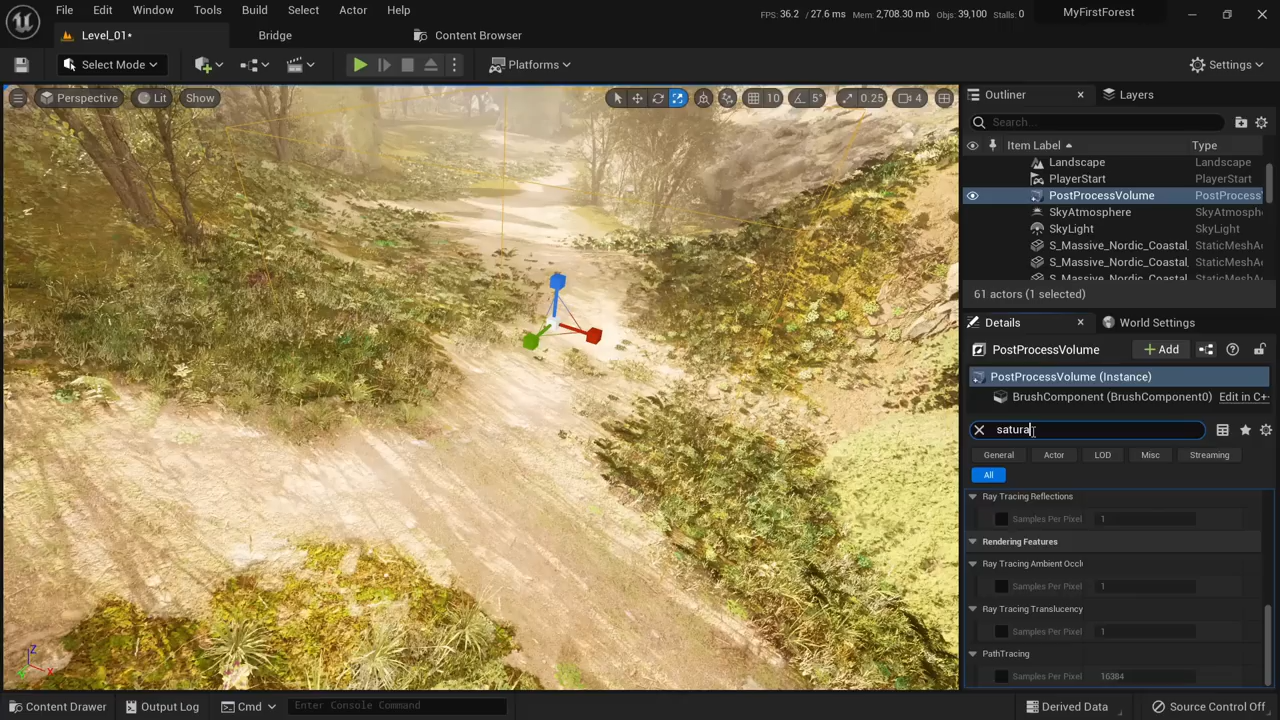 File Edit Window Tools Build Select Actor Help
FPS: 36.2 / 27.6 ms Mem: 2,708.30 mb Objs: 39,100 Stalls: 0
MyFirstForest
Level_01*
Bridge
Content Browser
Select Mode
Platforms
Settings
Perspective
Lit
Show
10
5°
0.25
4
Outliner
Layers
Search...
Item Label
Type
Landscape Landscape
PlayerStart PlayerStart
PostProcessVolume PostProcess
SkyAtmosphere SkyAtmosph
SkyLight SkyLight
S_Massive_Nordic_Coastal_ StaticMeshA
S_Massive_Nordic_Coastal_ StaticMeshA
S_Massive_Nordic_Coastal StaticMeshA
61 actors (1 selected)
Details
World Settings
PostProcessVolume
Add
PostProcessVolume (Instance)
BrushComponent (BrushComponent0) Edit in C+
satura
General Actor LOD Misc Streaming
All
Ray Tracing Reflections
Samples Per Pixel 1
Rendering Features
Ray Tracing Ambient Occl
Samples Per Pixel 1
Ray Tracing Translucency
Samples Per Pixel 1
PathTracing
Samples Per Pixel 16384
Z
X
Content Drawer
Output Log
Cmd
Enter Console Command
Derived Data
Source Control Off